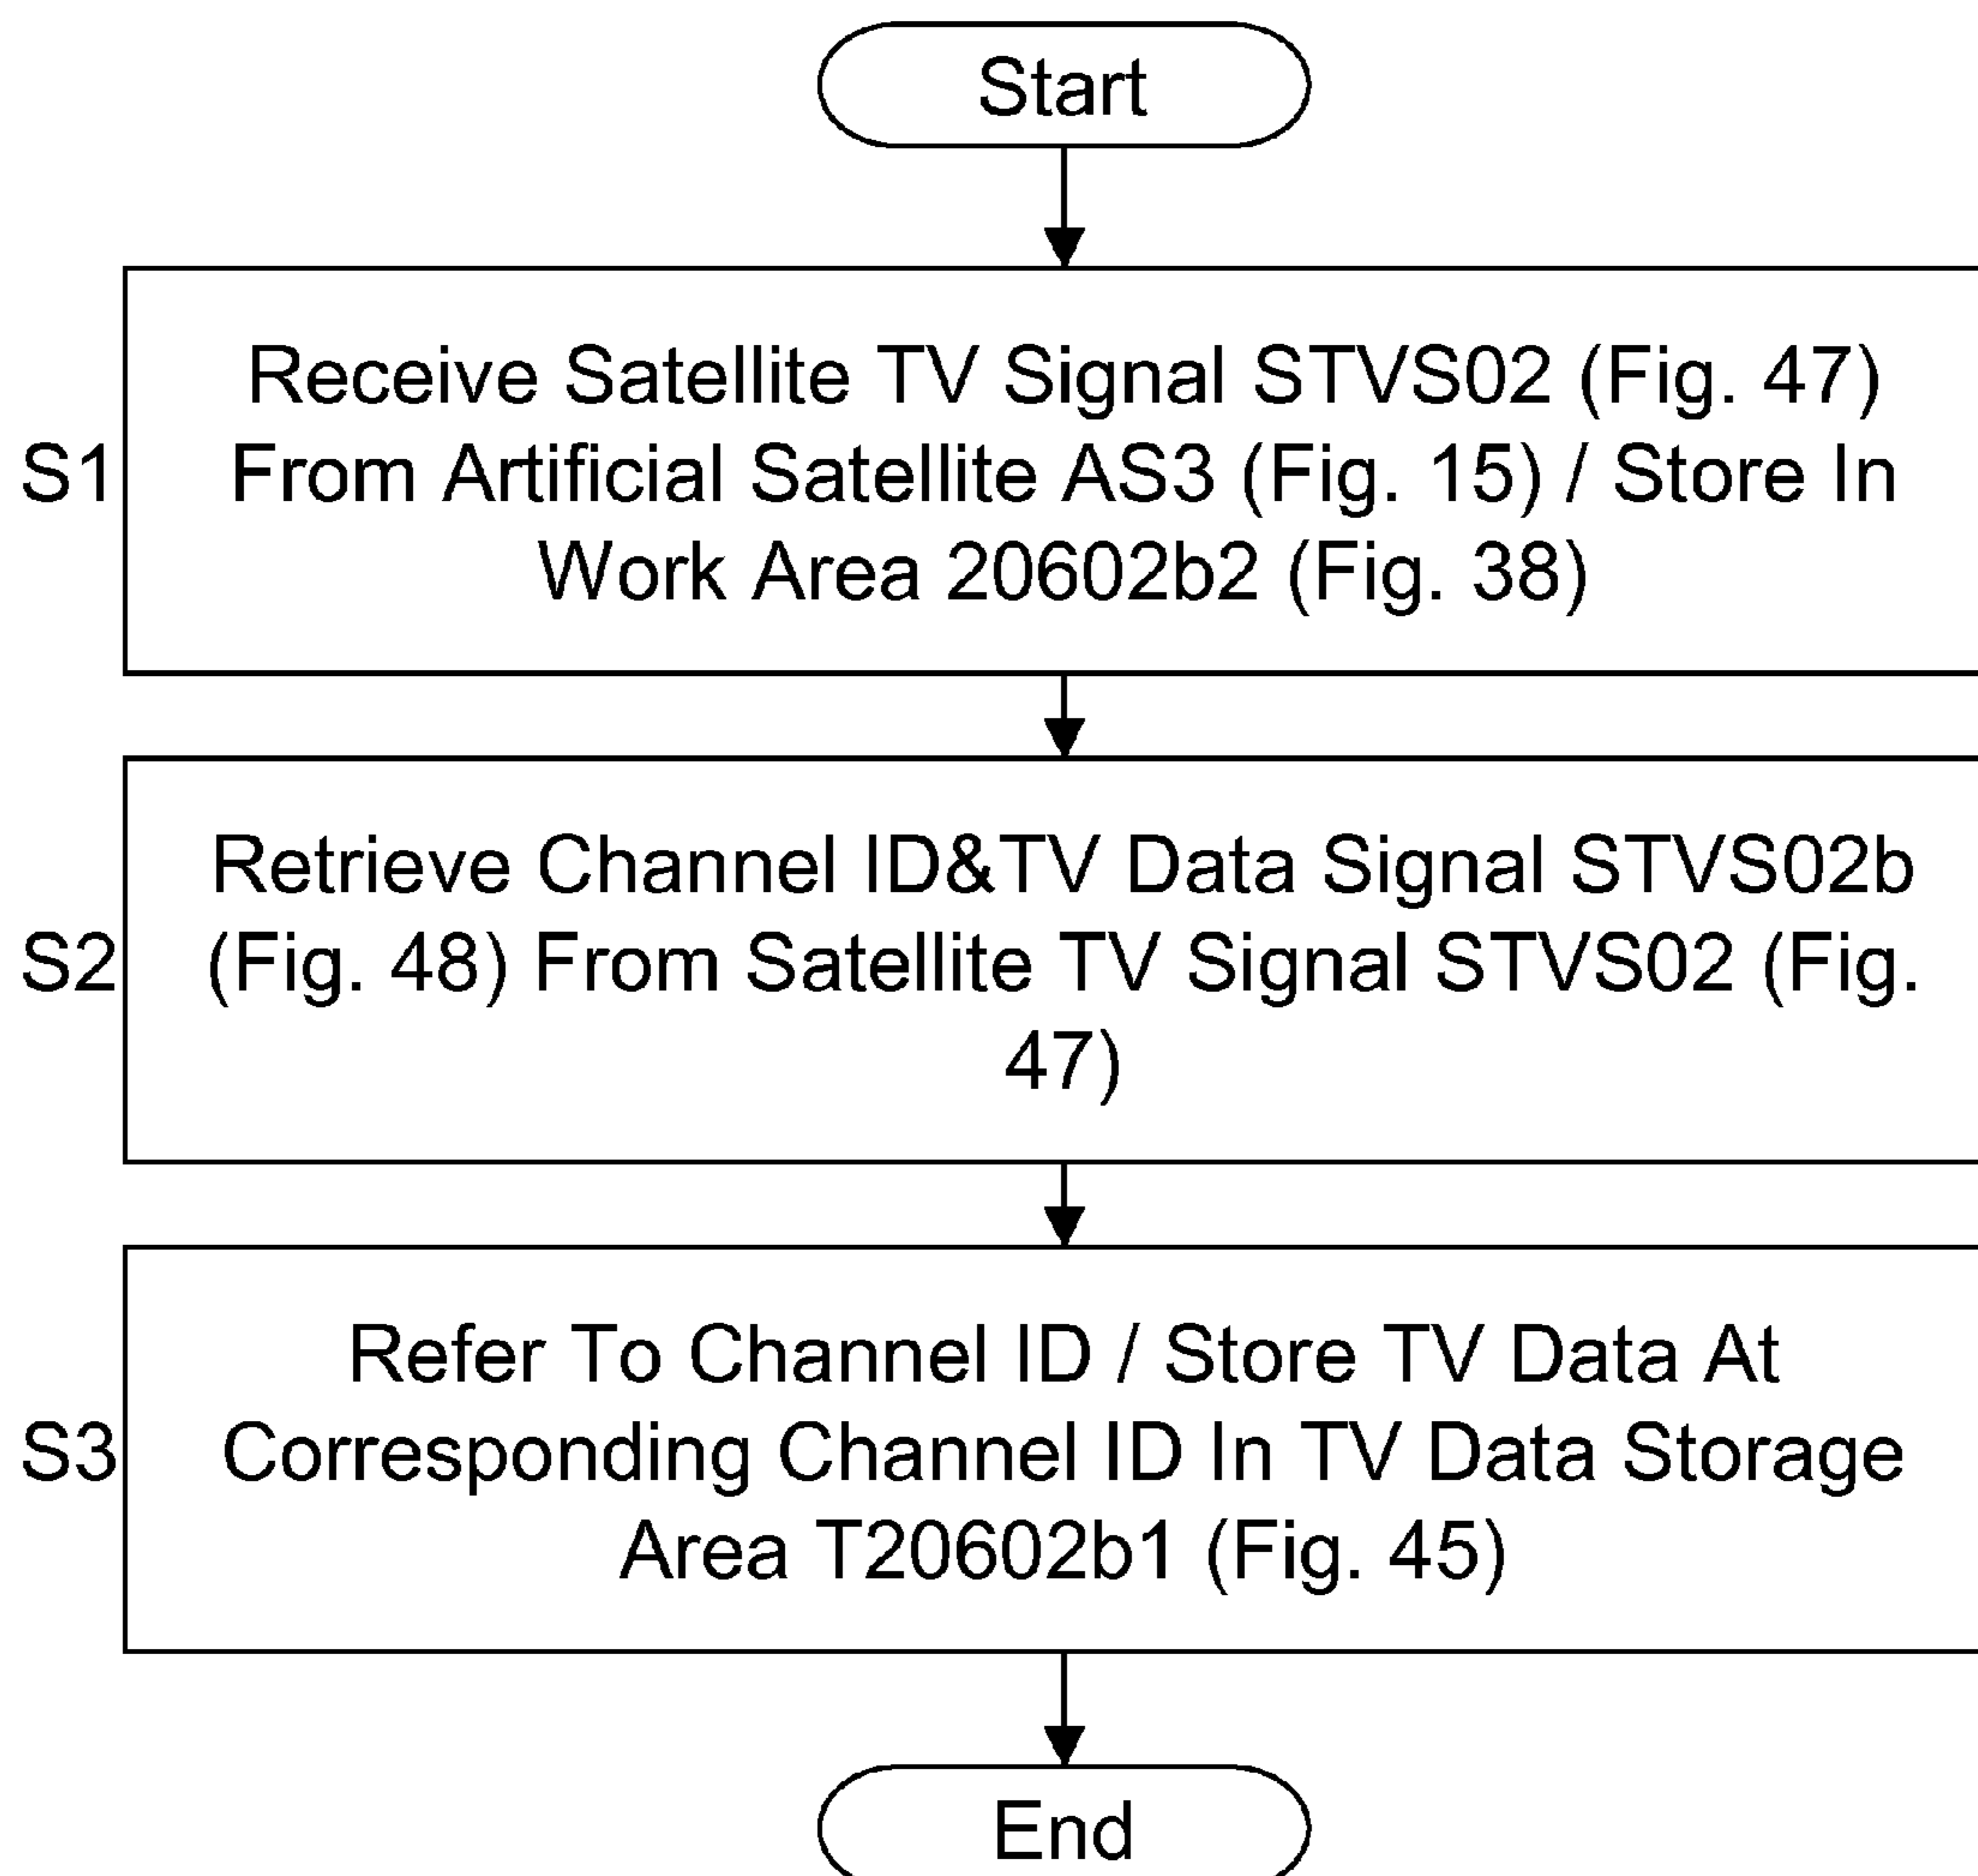 Start
Receive Satellite TV Signal STVS02 (Fig. 47)
S1 From Artificial Satellite AS3 (Fig. 15) / Store In
Work Area 20602b2 (Fig. 38)
Retrieve Channel ID&TV Data Signal STVS02b
S2 (Fig. 48) From Satellite TV Signal STVS02 (Fig.
47)
Refer To Channel ID / Store TV Data At
S3 Corresponding Channel ID In TV Data Storage
Area T20602b1 (Fig. 45)
End